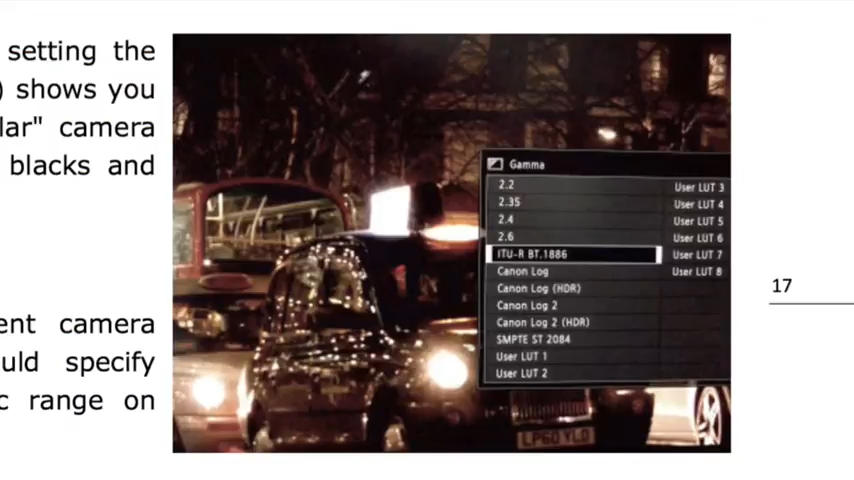 setting the
) shows you
lar" camera
blacks and
ent camera
uld specify
c range on
Gamma
2.2
2.35
2.4
2.6
ITU-R BT.1886
Canon Log
Canon Log (HDR)
Canon Log 2
Canon Log 2 (HDR)
SMPTE ST 2084
User LUT 1
User LUT 2
User LUT 3
User LUT 4
User LUT 5
User LUT 6
User LUT 7
User LUT 8
LP60 YLD
17